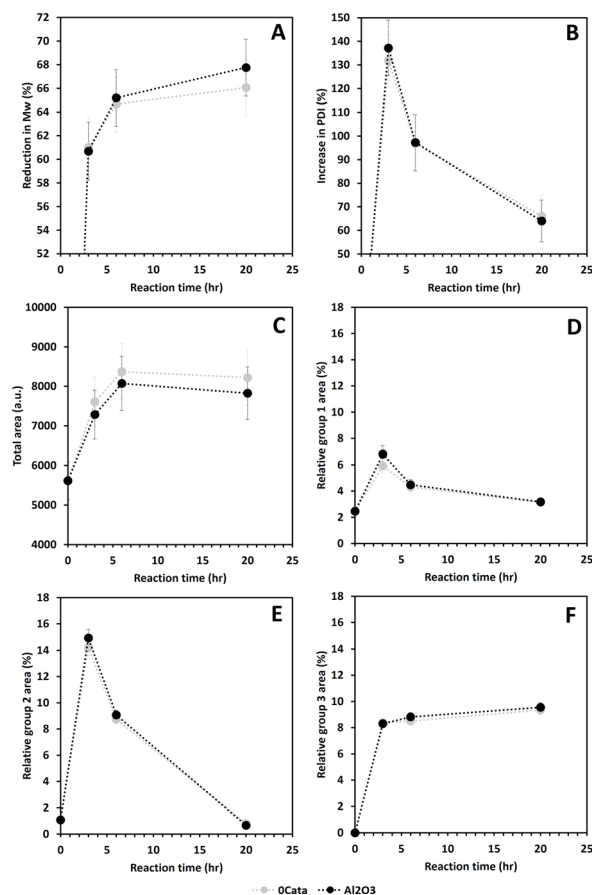 A
Reduction in Mw (%)
72
70
68
66
64
62
60
58
56
54
52
0 5 10 15 20 25
Reaction time (hr)
B
Increase in PDI (%)
150
140
130
120
110
100
90
80
70
60
50
0 5 10 15 20 25
Reaction time (hr)
C
Total area (a.u.)
10000
9000
8000
7000
6000
5000
4000
0 5 10 15 20 25
Reaction time (hr)
D
Relative group 1 area (%)
18
16
14
12
10
8
6
4
2
0
0 5 10 15 20 25
Reaction time (hr)
E
Relative group 2 area (%)
18
16
14
12
10
8
6
4
2
0
0 5 10 15 20 25
Reaction time (hr)
F
Relative group 3 area (%)
18
16
14
12
10
8
6
4
2
0
0 5 10 15 20 25
Reaction time (hr)
0Cata Al2O3